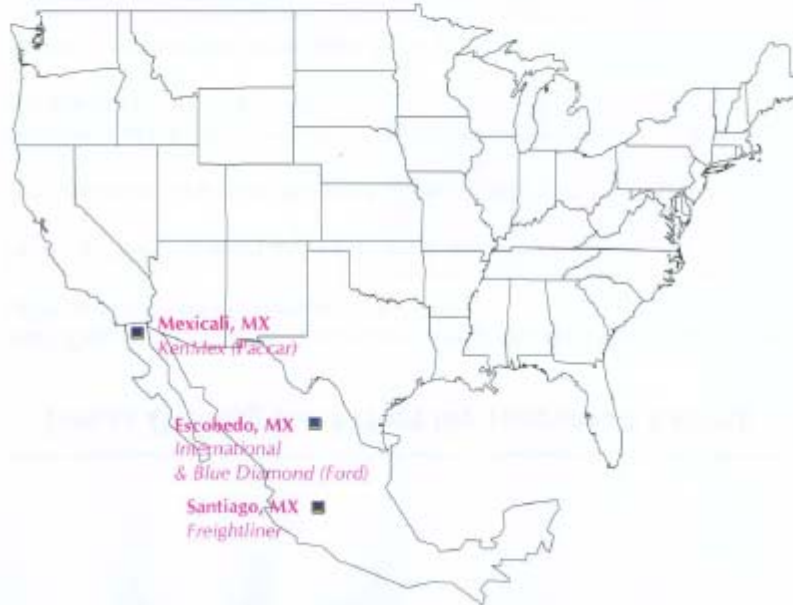 Mexicali, MX
KenMex (Paccar)
Escobedo, MX
International
& Blue Diamond (Ford)
Santiago, MX
Freightliner